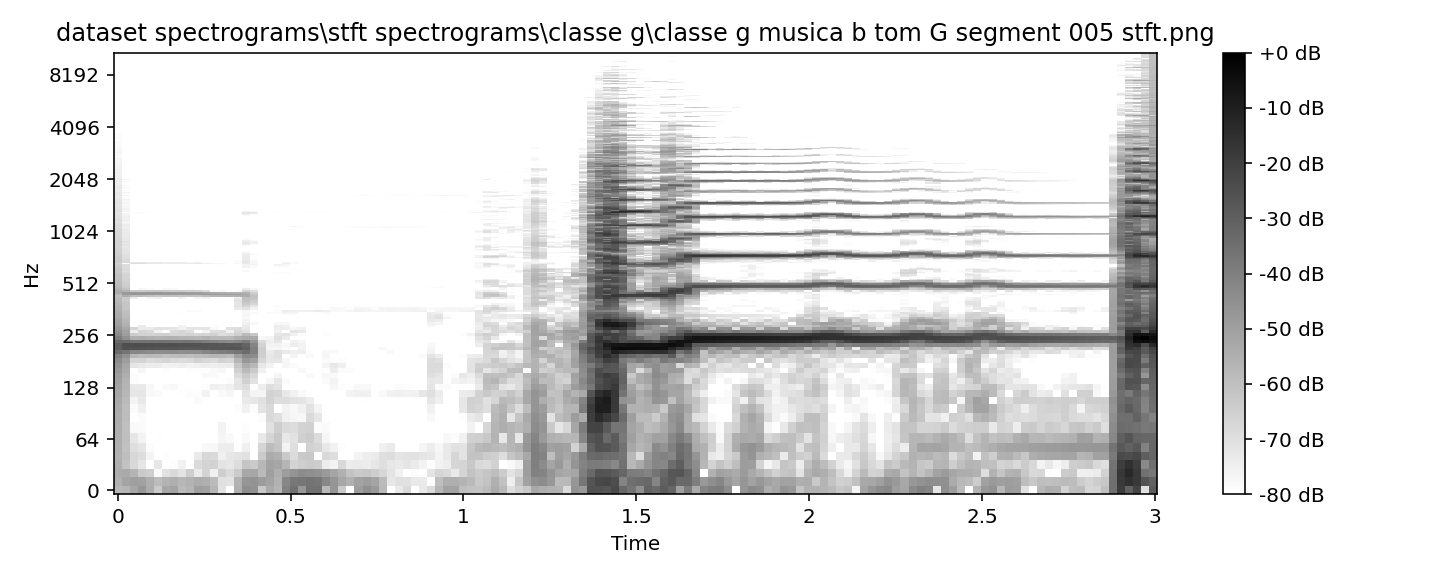 dataset spectrograms\stft spectrograms\classe g\classe g musica b tom G segment 005 stft.png
8192
4096
2048
1024
512
256
128
64
0
Hz
0
0.5
1
1.5
2
2.5
3
Time
+0 dB
-10 dB
-20 dB
-30 dB
-40 dB
-50 dB
-60 dB
-70 dB
-80 dB